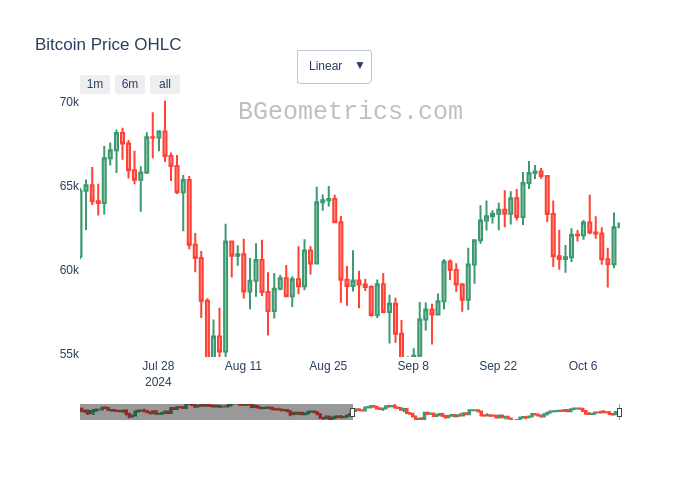 Bitcoin Price OHLC
Linear ▼
1m 6m all
BGeometrics.com
70k
65k
60k
55k
Jul 28 Aug 11 Aug 25 Sep 8 Sep 22 Oct 6
2024